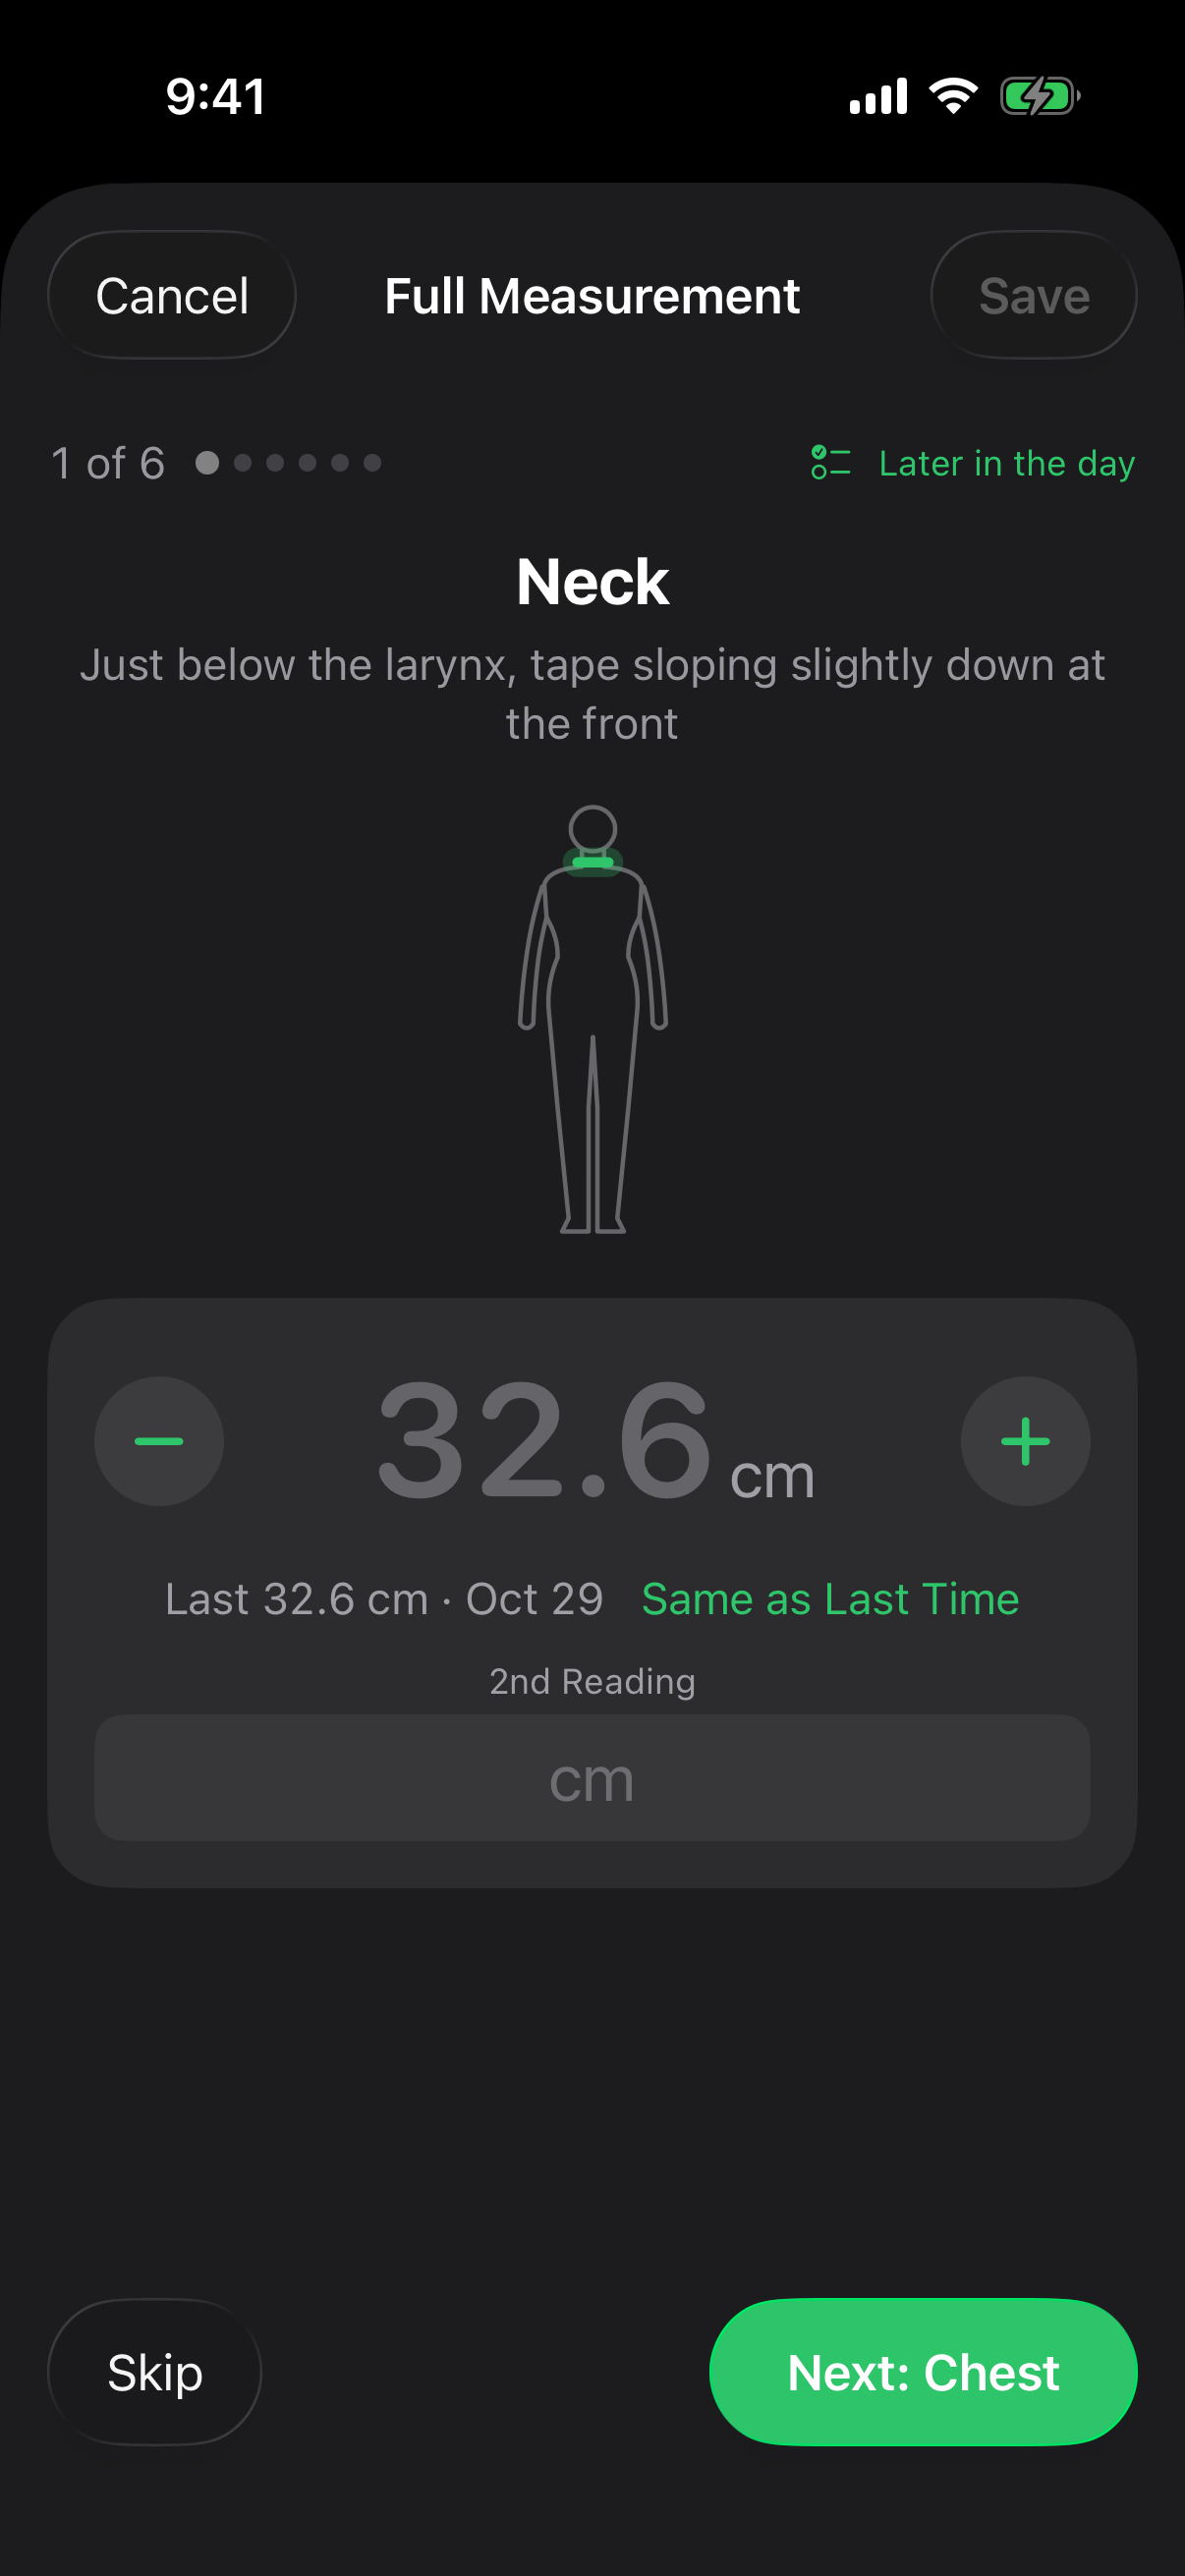 9:41
Cancel
Full Measurement
Save
1 of 6
Later in the day
Neck
Just below the larynx, tape sloping slightly down at
the front
32.6 cm
Last 32.6 cm · Oct 29
Same as Last Time
2nd Reading
cm
Skip
Next: Chest